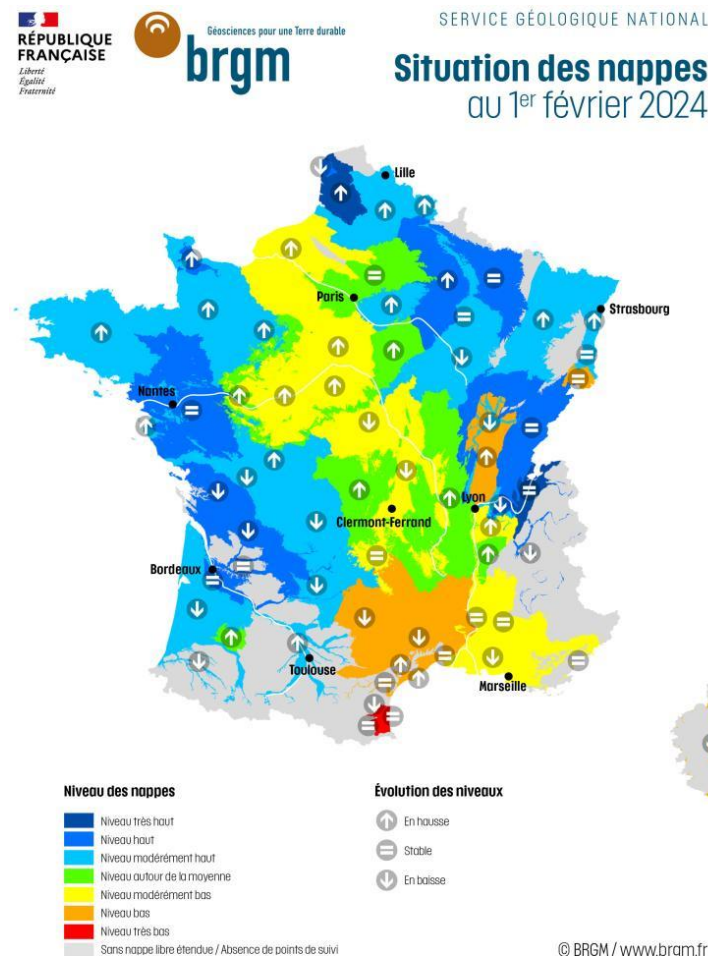 RÉPUBLIQUE
FRANÇAISE
Liberté
Égalité
Fraternité
Géosciences pour une Terre durable
brgm
SERVICE GÉOLOGIQUE NATIONAL
Situation des nappes
au 1er février 2024
Lille
Paris
Strasbourg
Nantes
Lyon
Clermont-Ferrand
Bordeaux
Toulouse
Marseille
Niveau des nappes
Niveau très haut
Niveau haut
Niveau modérément haut
Niveau autour de la moyenne
Niveau modérément bas
Niveau bas
Niveau très bas
Sans nappe libre étendue / Absence de points de suivi
Évolution des niveaux
En hausse
Stable
En baisse
© BRGM / www.brgm.fr